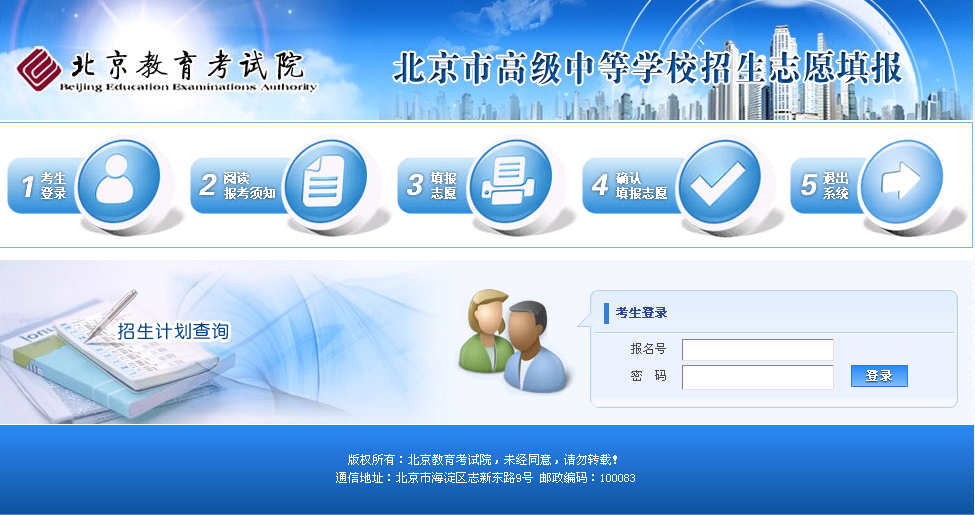 北京教育考试院
Beijing Education Examinations Authority
北京市高级中等学校招生志愿填报
1 考生
登录
2 阅读
报考须知
3 填报
志愿
4 确认
填报志愿
5 退出
系统
招生计划查询
考生登录
报名号
密 码
登录
版权所有：北京教育考试院，未经同意，请勿转载！
通信地址：北京市海淀区志新东路9号 邮政编码：100083